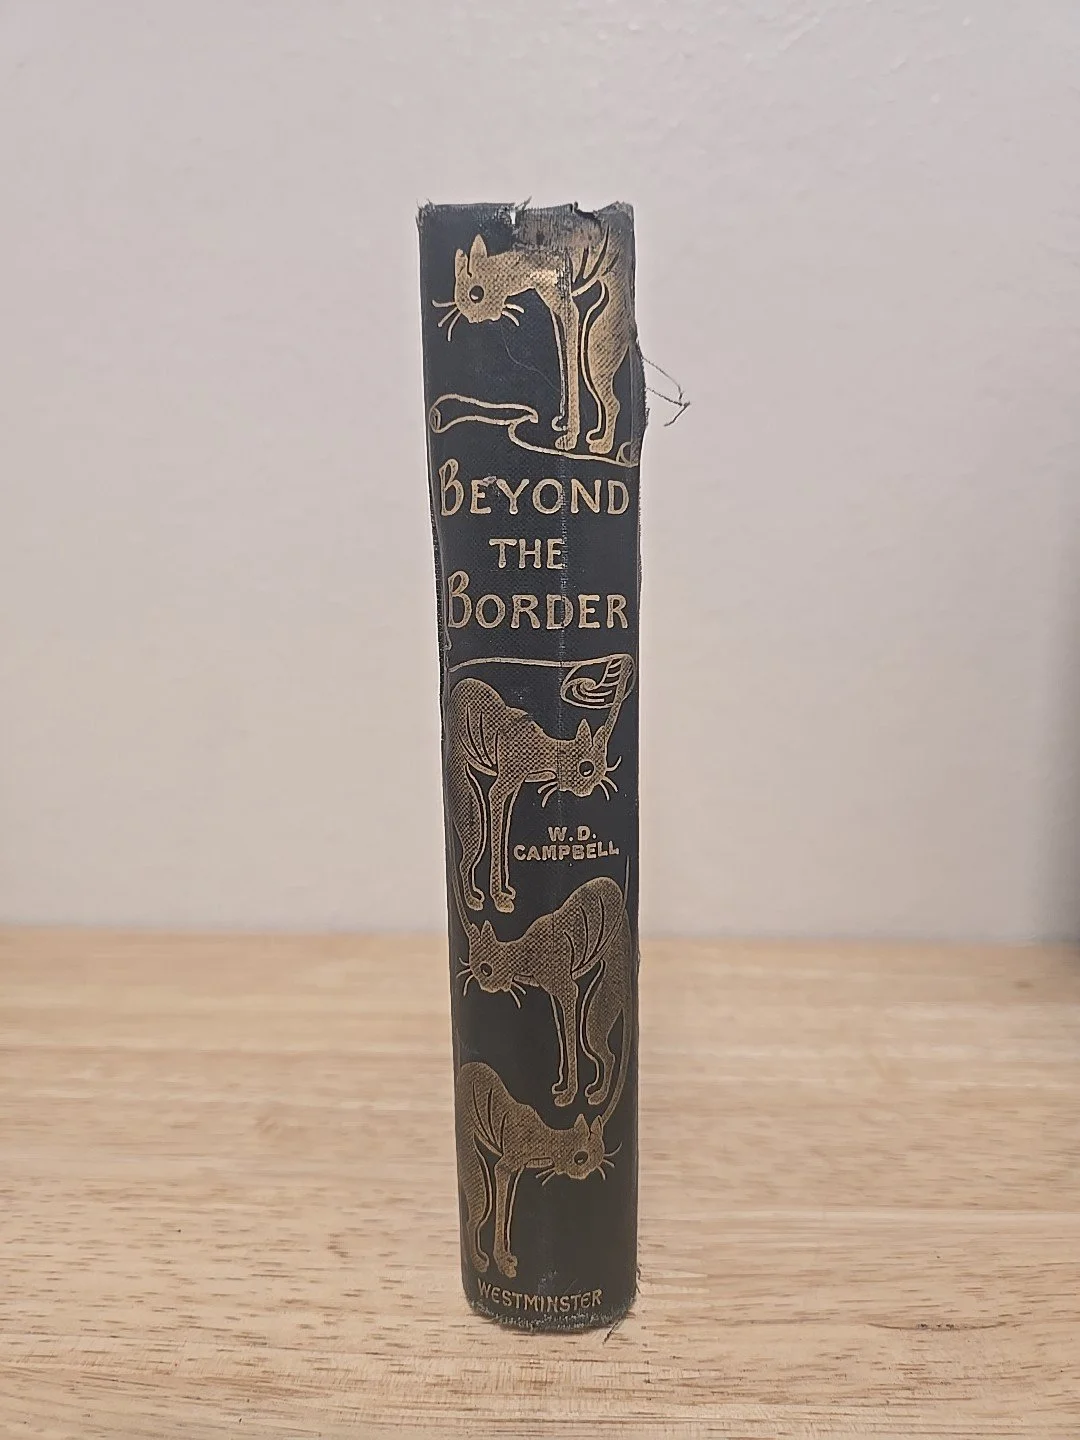 BEYOND
THE
BORDER
W.D.
CAMPBELL
WESTMINSTER